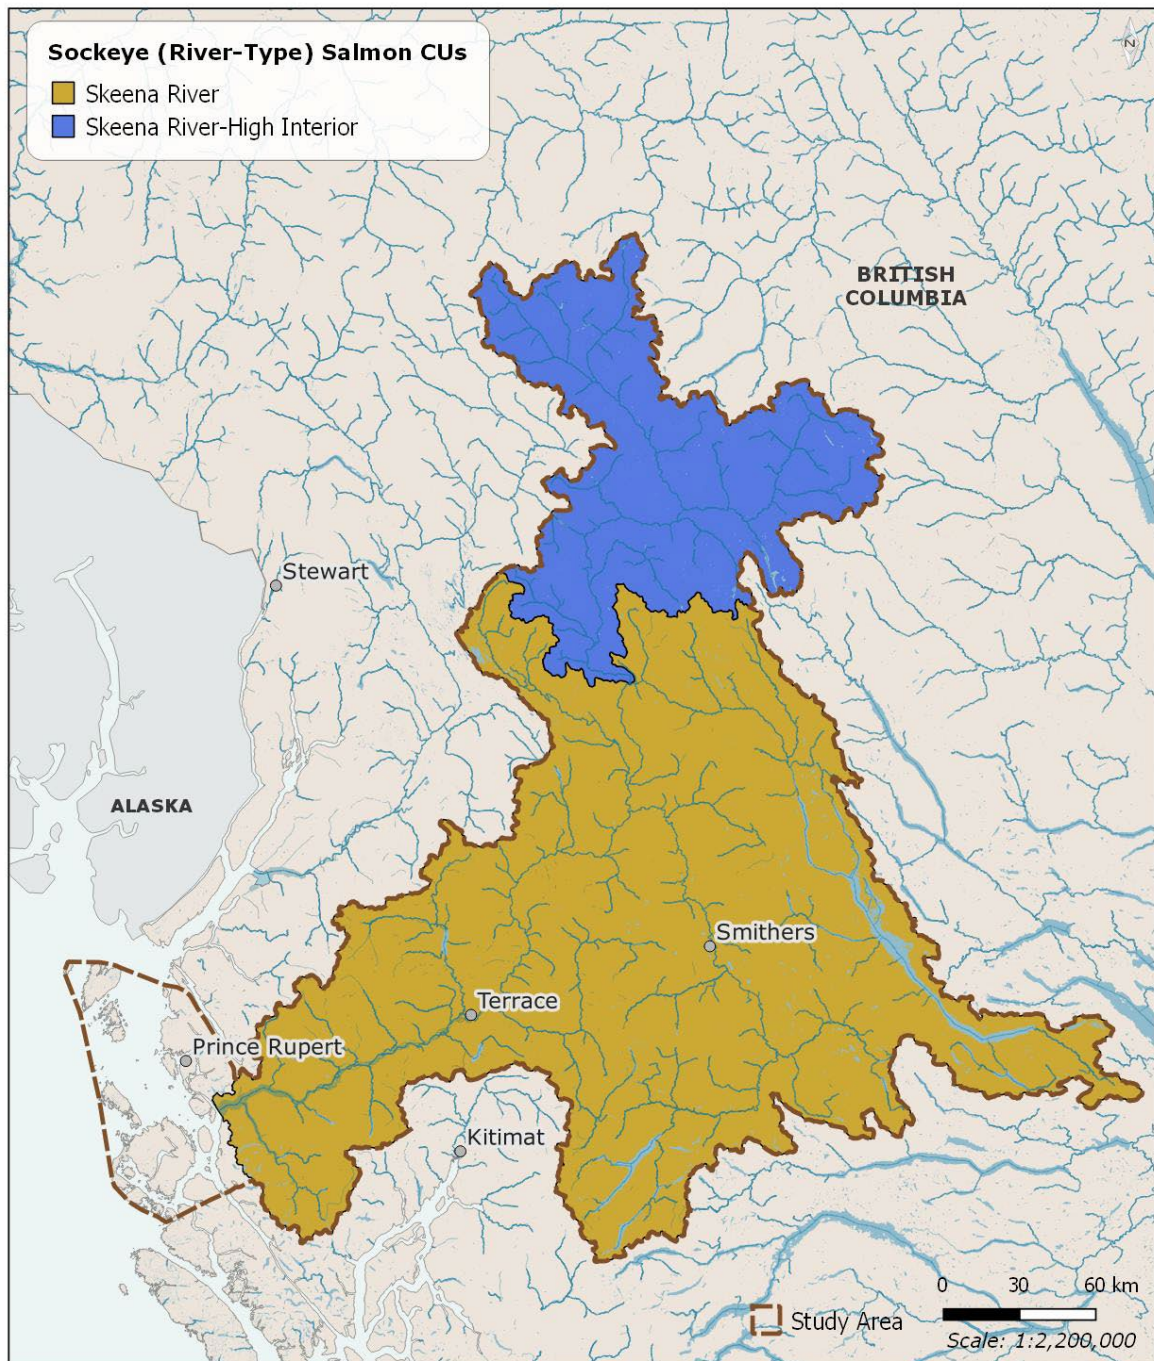 Sockeye (River-Type) Salmon CUs
Skeena River
Skeena River-High Interior
N
BRITISH
COLUMBIA
Stewart
ALASKA
Smithers
Terrace
Prince Rupert
Kitimat
0 30 60 km
Study Area
Scale: 1:2,200,000